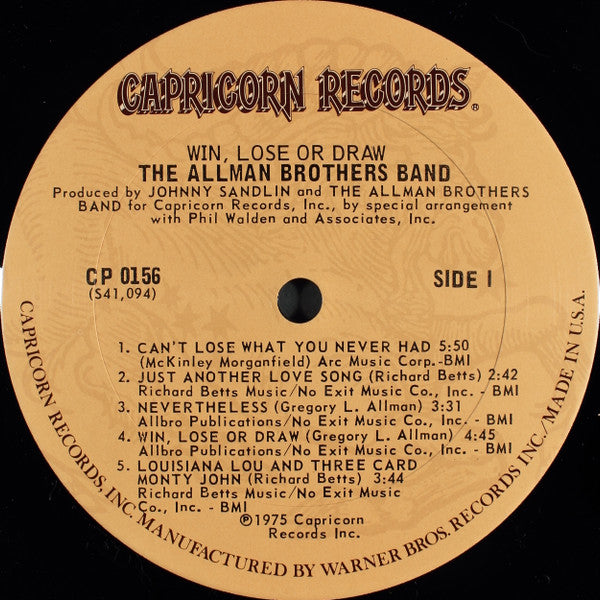 CAPRICORN RECORDS®
WIN, LOSE OR DRAW
THE ALLMAN BROTHERS BAND
Produced by JOHNNY SANDLIN and THE ALLMAN BROTHERS
BAND for Capricorn Records, Inc., by special arrangement
with Phil Walden and Associates, Inc.
CP 0156
(S41,094)
SIDE I
1. CAN'T LOSE WHAT YOU NEVER HAD 5:50
(McKinley Morganfield) Arc Music Corp.-BMI
2. JUST ANOTHER LOVE SONG (Richard Betts) 2:42
Richard Betts Music/No Exit Music Co., Inc. - BMI
3. NEVERTHELESS (Gregory L. Allman) 3:31
Allbro Publications/No Exit Music Co., Inc. - BMI
4. WIN, LOSE OR DRAW (Gregory L. Allman) 4:45
Allbro Publications/No Exit Music Co., Inc. - BMI
5. LOUISIANA LOU AND THREE CARD
MONTY JOHN (Richard Betts) 3:44
Richard Betts Music/No Exit Music
Co., Inc. - BMI
℗1975 Capricorn
Records Inc.
CAPRICORN RECORDS, INC. MANUFACTURED BY WARNER BROS. RECORDS INC./MADE IN U.S.A.